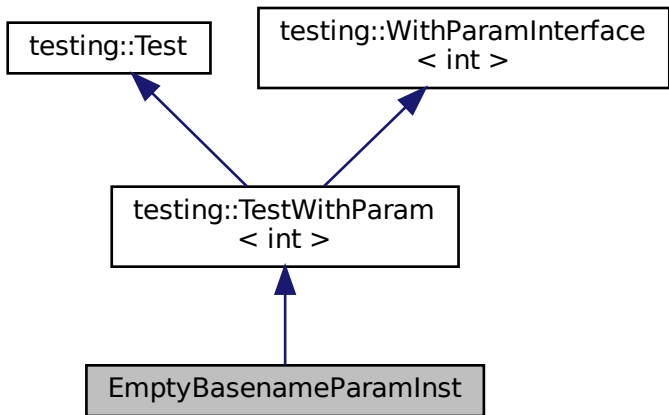 testing::Test
testing::WithParamInterface
< int >
testing::TestWithParam
< int >
EmptyBasenameParamInst